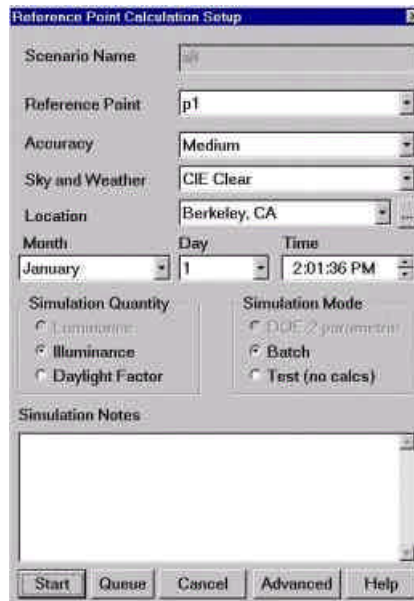 Reference Point Calculation Setup
Scenario Name
Reference Point p1
Accuracy Medium
Sky and Weather CIE Clear
Location Berkeley, CA ...
Month Day Time
January 1 2:01:36 PM
Simulation Quantity Simulation Mode
Luminance DOE-2 parametric
Illuminance Batch
Daylight Factor Test (no calcs)
Simulation Notes
Start Queue Cancel Advanced Help